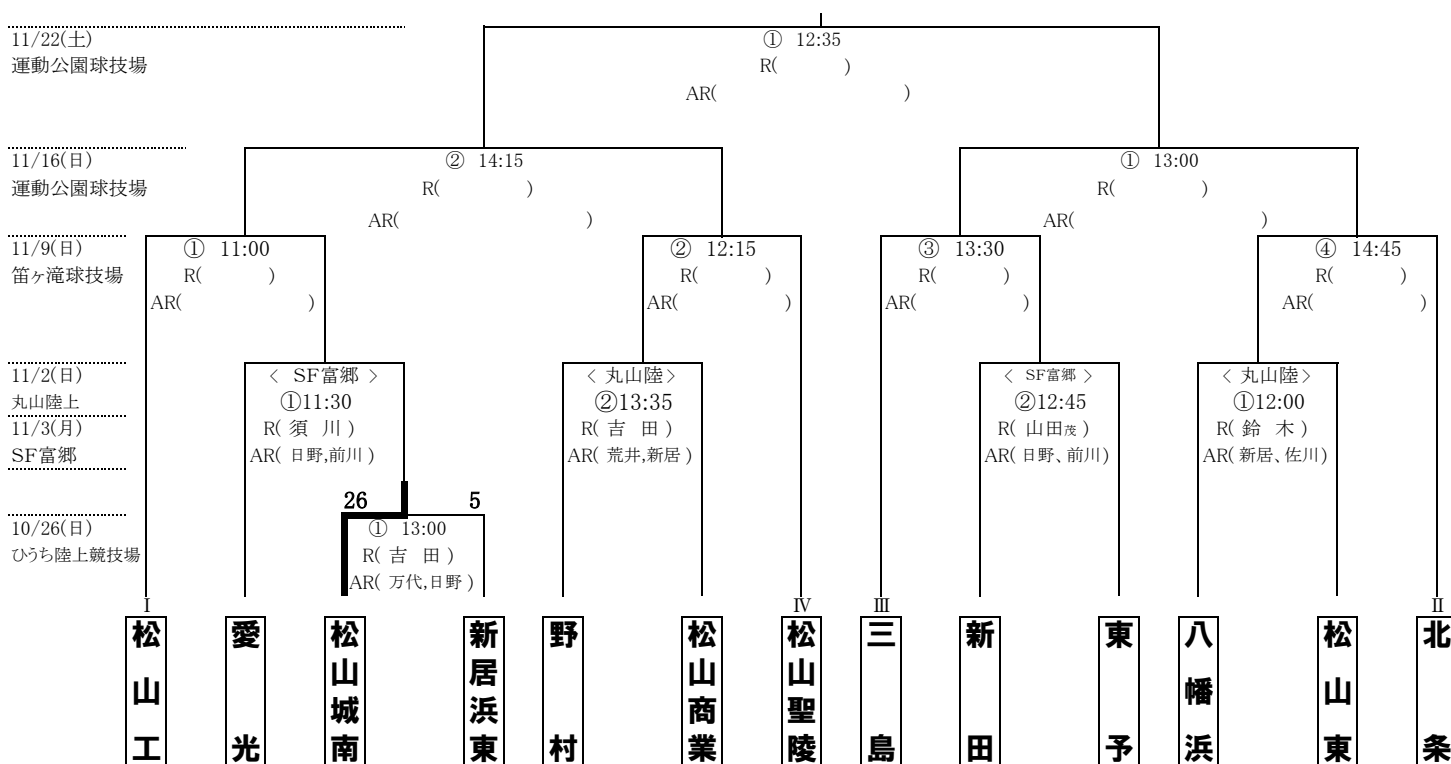 11/22(土)
運動公園球技場
① 12:35
R(　　　)
AR(　　　　　　　)
11/16(日)
運動公園球技場
② 14:15
R(　　　)
AR(　　　　　　　)
① 13:00
R(　　　)
AR(　　　　　　　)
11/9(日)
笛ヶ滝球技場
① 11:00
R(　　　)
AR(　　　　　)
② 12:15
R(　　　)
AR(　　　　　)
③ 13:30
R(　　　)
AR(　　　　　)
④ 14:45
R(　　　)
AR(　　　　　)
11/2(日)
丸山陸上
11/3(月)
SF富郷
〈 SF富郷 〉
①11:30
R( 須 川 )
AR( 日野,前川 )
〈 丸山陸〉
②13:35
R( 吉 田 )
AR( 荒井,新居 )
〈 SF富郷 〉
②12:45
R( 山田茂 )
AR( 日野、前川)
〈 丸山陸〉
①12:00
R( 鈴 木 )
AR( 新居、佐川)
26 5
10/26(日)
ひうち陸上競技場
① 13:00
R( 吉 田 )
AR( 万代,日野 )
Ⅰ Ⅳ Ⅲ Ⅱ
松山工
愛光
松山城南
新居浜東
野村
松山商業
松山聖陵
三島
新田
東予
八幡浜
松山東
北条